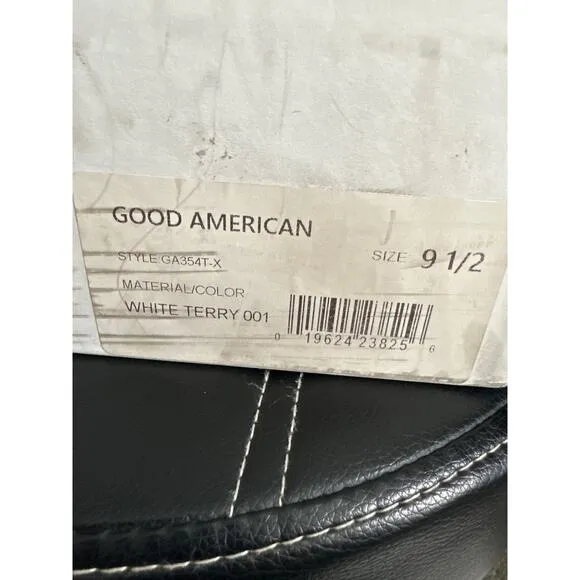 GOOD AMERICAN
STYLE GA354T-X
SIZE 9 1/2
MATERIAL/COLOR
WHITE TERRY 001
0 19624 23825 6